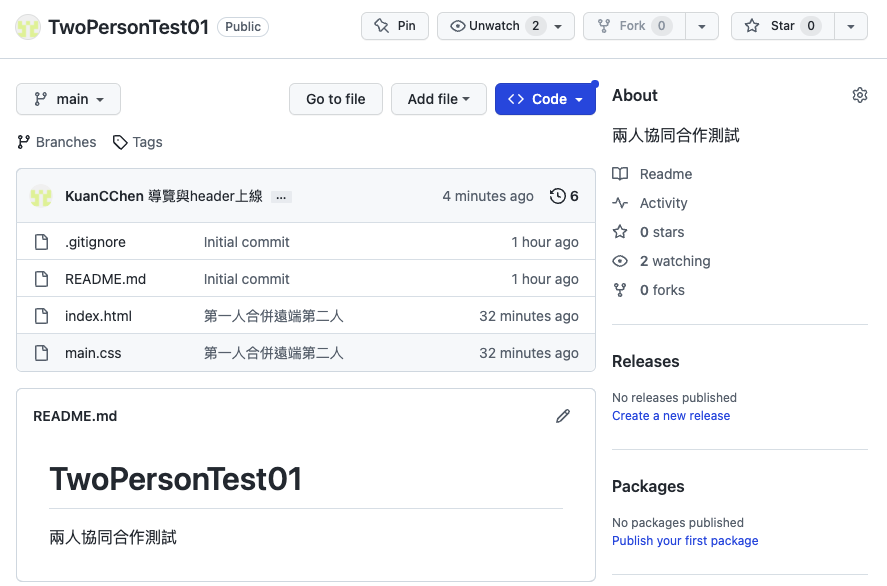 TwoPersonTest01 Public Pin Unwatch 2 Fork 0 Star 0
main Go to file Add file <> Code
Branches Tags
KuanCChen 導覽與header上線 ... 4 minutes ago 6
.gitignore Initial commit 1 hour ago
README.md Initial commit 1 hour ago
index.html 第一人合併遠端第二人 32 minutes ago
main.css 第一人合併遠端第二人 32 minutes ago
README.md
TwoPersonTest01
兩人協同合作測試
About
兩人協同合作測試
Readme
Activity
0 stars
2 watching
0 forks
Releases
No releases published
Create a new release
Packages
No packages published
Publish your first package